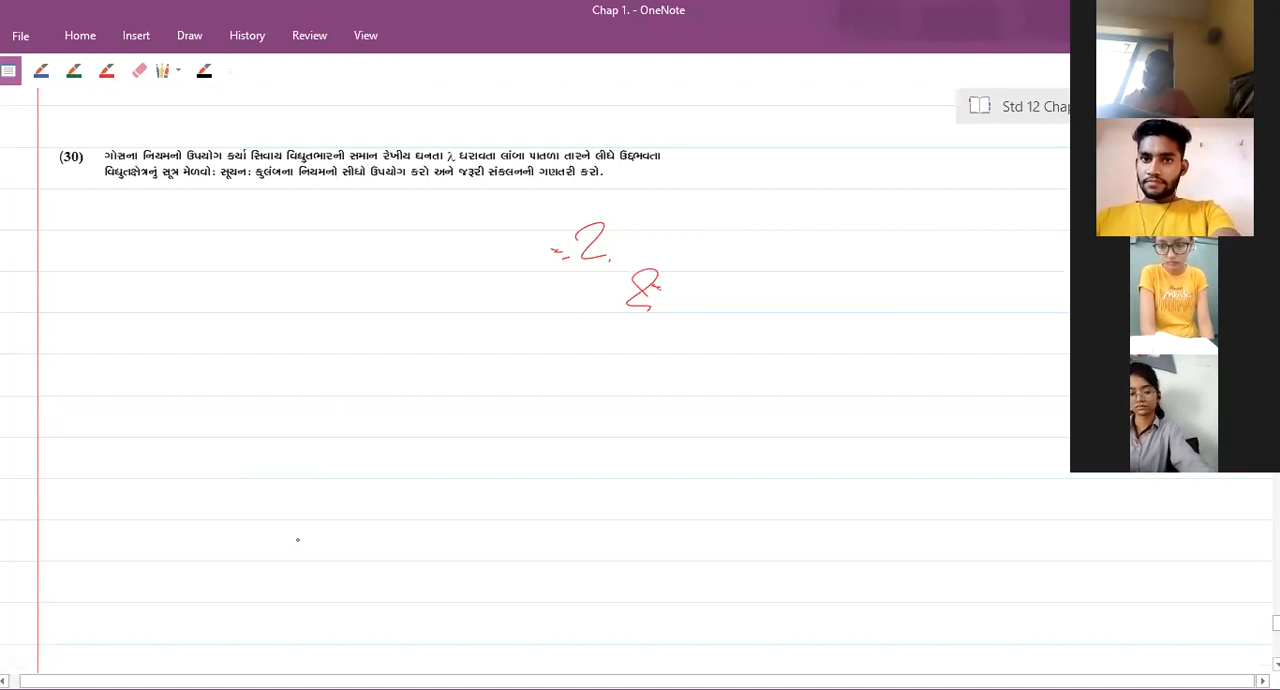 Chap 1. - OneNote
File Home Insert Draw History Review View
Std 12 Chap
(30) ગોસના નિયમનો ઉપયોગ કર્યા સિવાય વિદ્યુતભારની સમાન રેખીય ઘનતા λ ધરાવતા લાંબા પાતળા તારને લીધે ઉદ્દભવતા
વિદ્યુતક્ષેત્રનું સૂત્ર મેળવો: સૂચન: કુલંબના નિયમનો સીધો ઉપયોગ કરો અને જરૂરી સંકલનની ગણતરી કરો.
2.